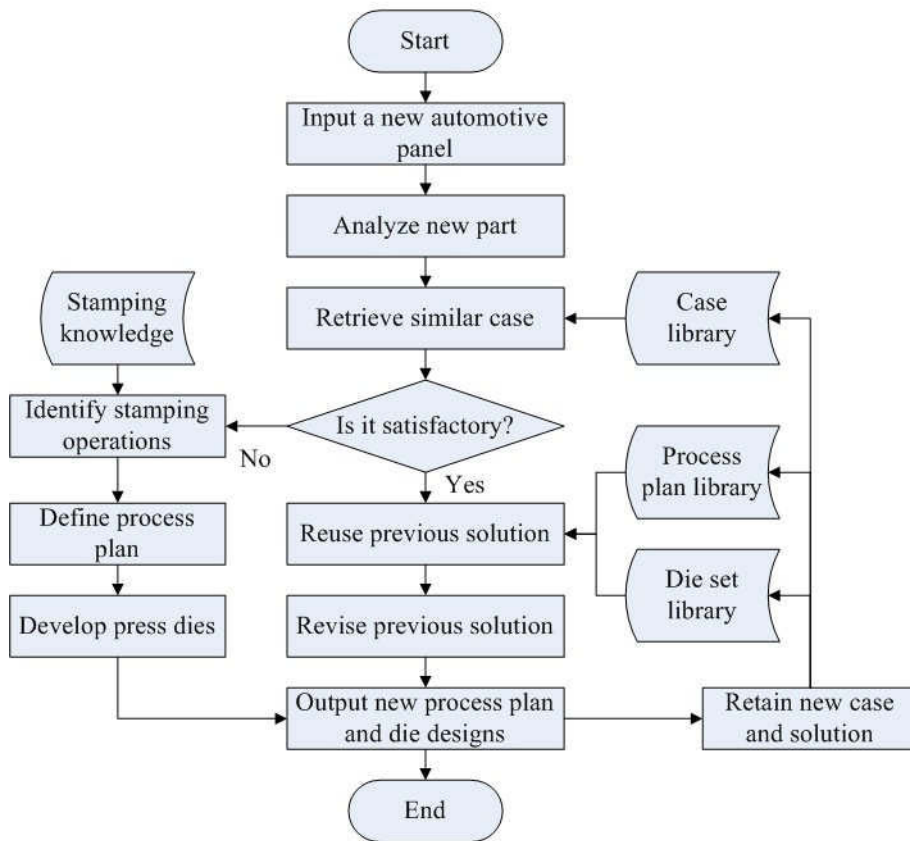 Start
Input a new automotive
panel
Analyze new part
Stamping
knowledge
Retrieve similar case
Case
library
Identify stamping
operations
Is it satisfactory?
No
Yes
Process
plan library
Define process
plan
Reuse previous solution
Die set
library
Develop press dies
Revise previous solution
Output new process plan
and die designs
Retain new case
and solution
End